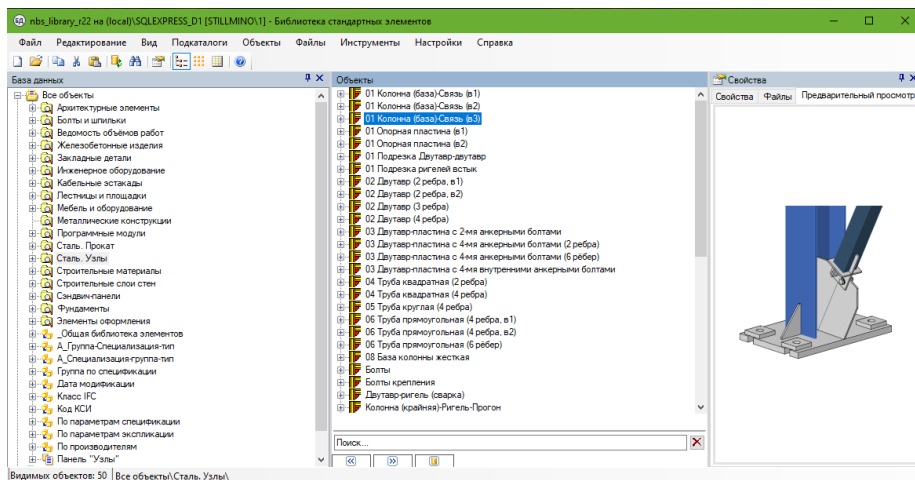 nbs_library_r22 на (local)\SQLEXPRESS_D1 [STILLMINO\1] - Библиотека стандартных элементов
Файл Редактирование Вид Подкаталоги Объекты Файлы Инструменты Настройки Справка
База данных
Все объекты
Архитектурные элементы
Болты и шпильки
Ведомость объёмов работ
Железобетонные изделия
Закладные детали
Инженерное оборудование
Кабельные эстакады
Лестницы и площадки
Мебель и оборудование
Металлические конструкции
Программные модули
Сталь. Прокат
Сталь. Узлы
Строительные материалы
Строительные слои стен
Сэндвич-панели
Фундаменты
Элементы оформления
_Общая библиотека элементов
А_Группа-Специализация-тип
А_Специализация-группа-тип
Группа по спецификации
Дата модификации
Класс IFC
Код КСИ
По параметрам спецификации
По параметрам экспликации
По производителям
Панель "Узлы"
Объекты
01 Колонна (база)-Связь (в1)
01 Колонна (база)-Связь (в2)
01 Колонна (база)-Связь (в3)
01 Опорная пластина (в1)
01 Опорная пластина (в2)
01 Подрезка Двутавр-двутавр
01 Подрезка ригелей встык
02 Двутавр (2 ребра, в1)
02 Двутавр (2 ребра, в2)
02 Двутавр (3 ребра)
02 Двутавр (4 ребра)
03 Двутавр-пластина с 2-мя анкерными болтами
03 Двутавр-пластина с 4-мя анкерными болтами (2 ребра)
03 Двутавр-пластина с 4-мя анкерными болтами (6 рёбер)
03 Двутавр-пластина с 4-мя внутренними анкерными болтами
04 Труба квадратная (2 ребра)
04 Труба квадратная (4 ребра)
05 Труба круглая (4 ребра)
06 Труба прямоугольная (4 ребра, в1)
06 Труба прямоугольная (4 ребра, в2)
06 Труба прямоугольная (6 рёбер)
08 База колонны жесткая
Болты
Болты крепления
Двутавр-ригель (сварка)
Колонна (крайняя)-Ригель-Прогон
Поиск...
Свойства
Свойства Файлы Предварительный просмотр
Видимых объектов: 50 Все объекты\Сталь. Узлы\